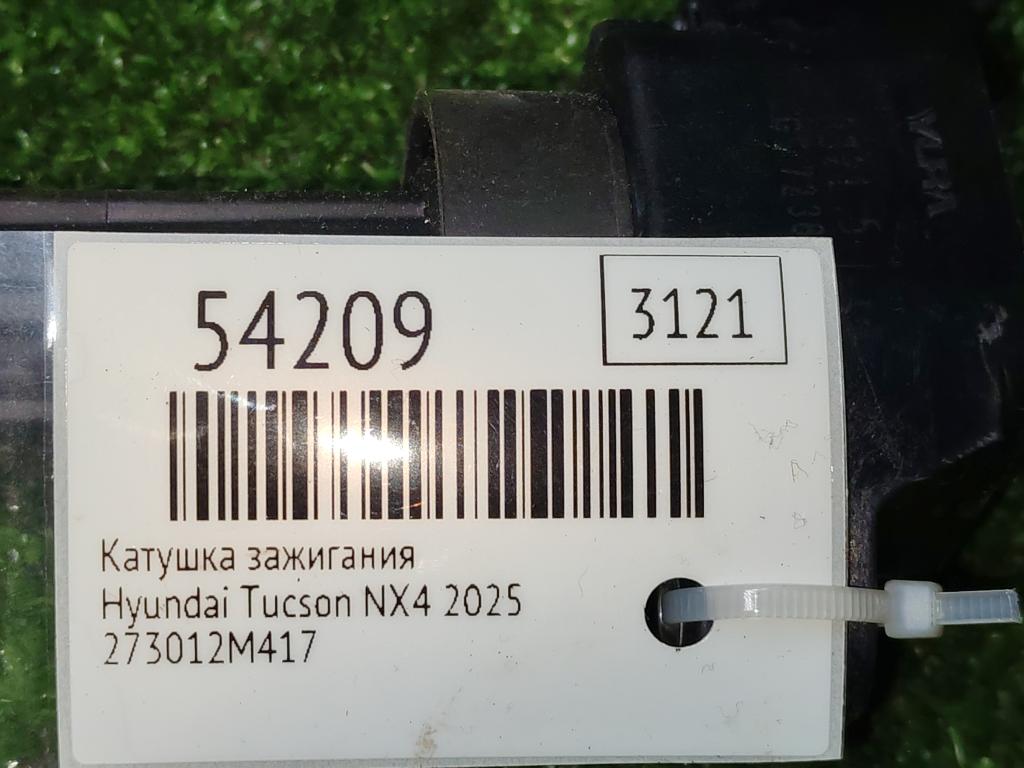 54209
3121
Катушка зажигания
Hyundai Tucson NX4 2025
273012M417